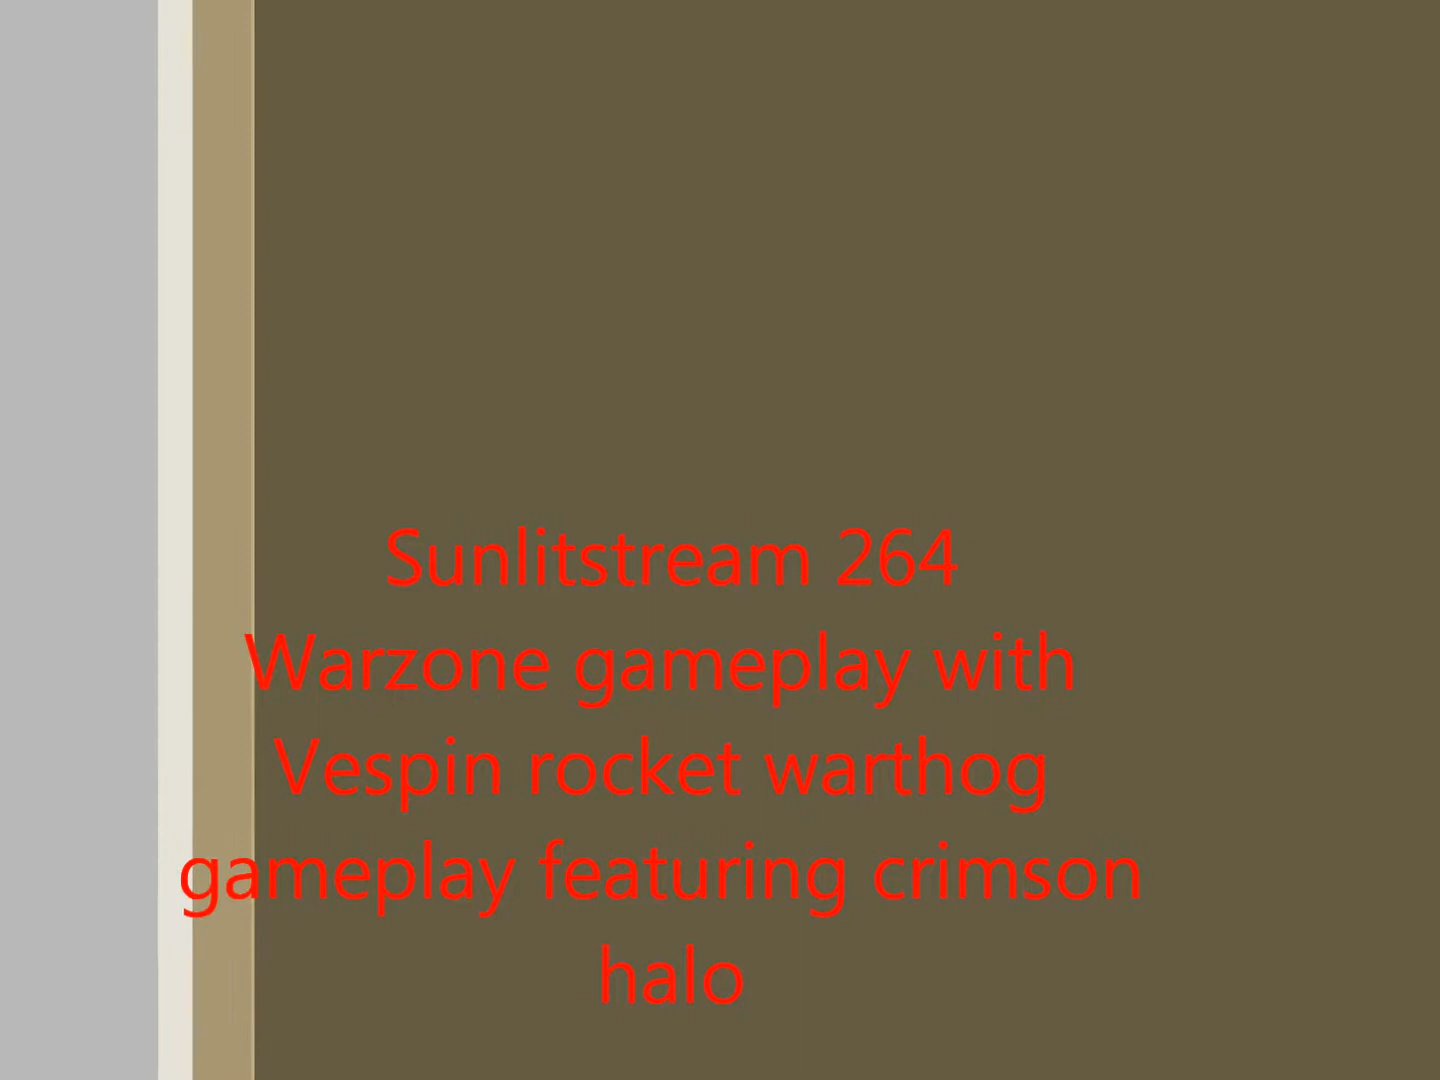 Sunlitstream 264
Warzone gameplay with
Vespin rocket warthog
gameplay featuring crimson
halo